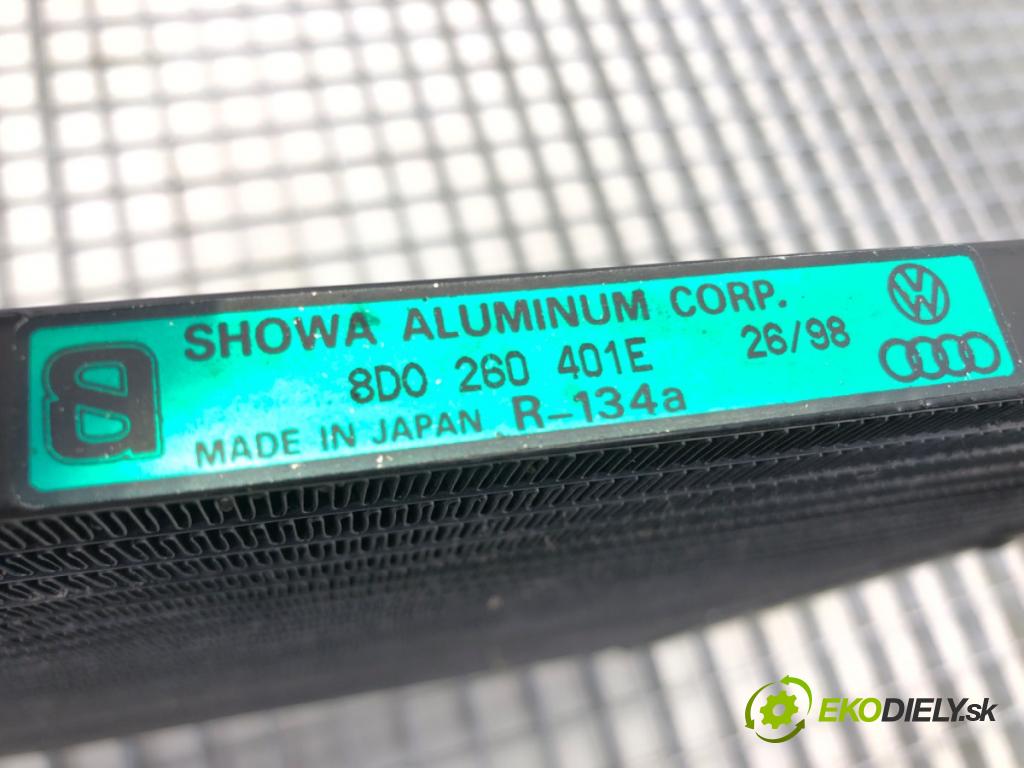 SHOWA ALUMINUM CORP.
8D0 260 401E 26/98
MADE IN JAPAN R-134a
EKODIELY.sk